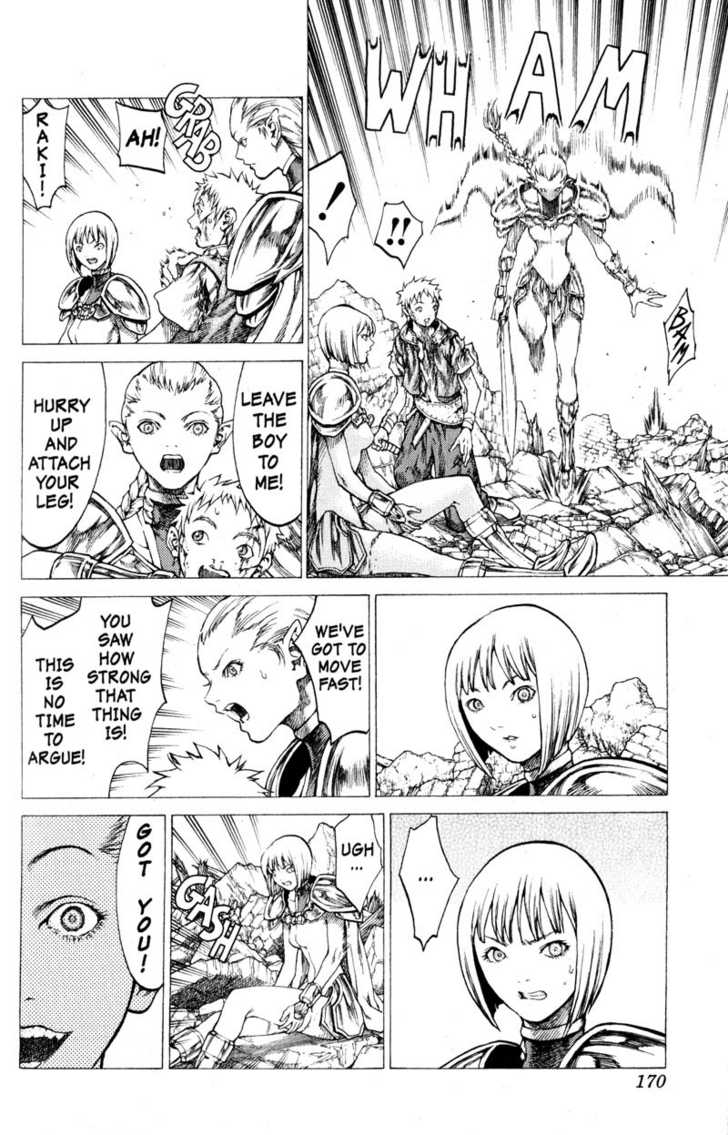 WHAM
BAM
!!
!
GRAB
AH!
RAKI!
LEAVE
THE
BOY
TO
ME!
HURRY
UP
AND
ATTACH
YOUR
LEG!
WE'VE
GOT TO
MOVE
FAST!
YOU
SAW
HOW
STRONG
THAT
THING
IS!
THIS
IS
NO
TIME
TO
ARGUE!
...
UGH
...
GASH
GOT YOU!
170